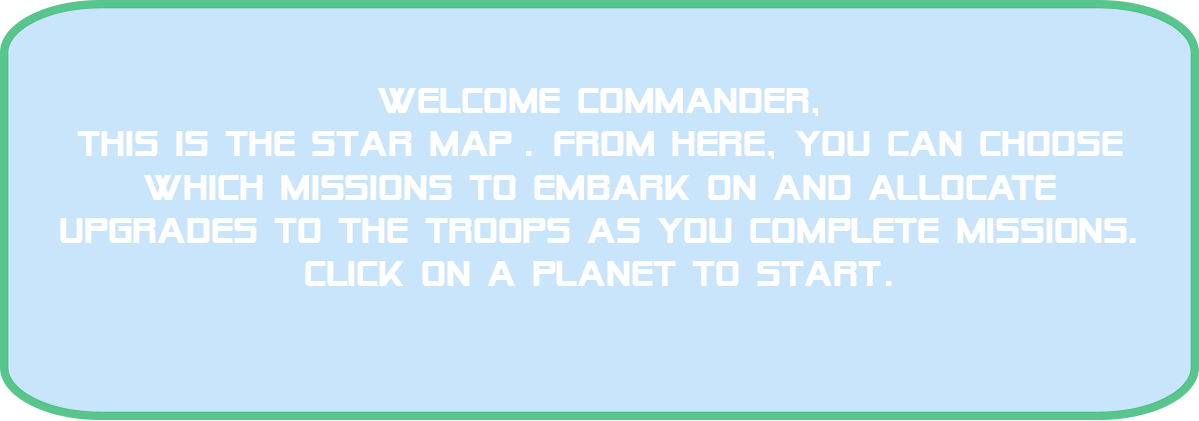 WELCOME COMMANDER,
THIS IS THE STAR MAP . FROM HERE, YOU CAN CHOOSE
WHICH MISSIONS TO EMBARK ON AND ALLOCATE
UPGRADES TO THE TROOPS AS YOU COMPLETE MISSIONS.
CLICK ON A PLANET TO START.